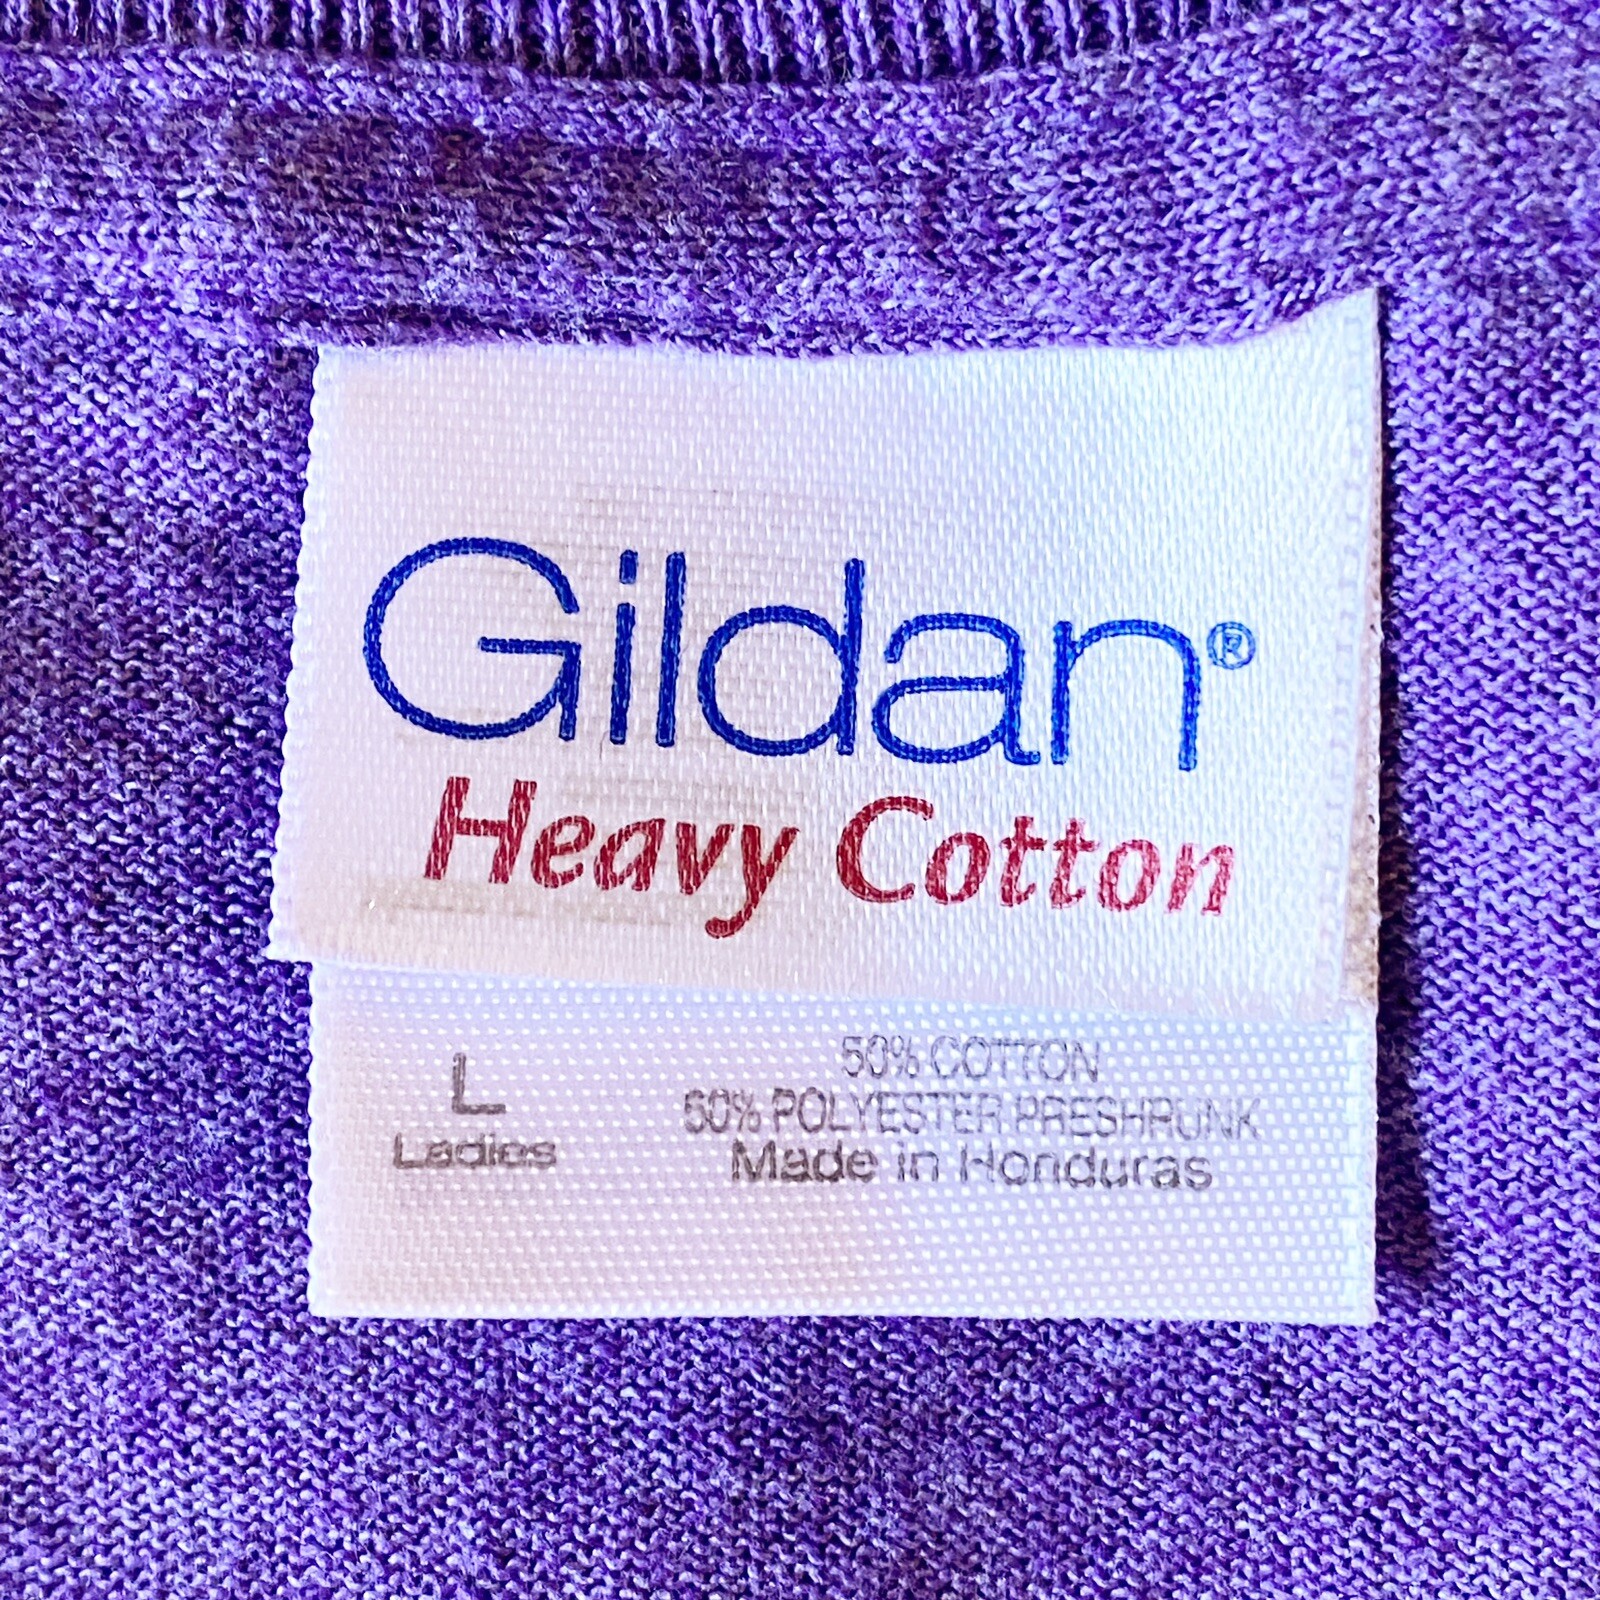 Gildan®
Heavy Cotton
L
Ladies
50% COTTON
50% POLYESTER PRESHRUNK
Made in Honduras